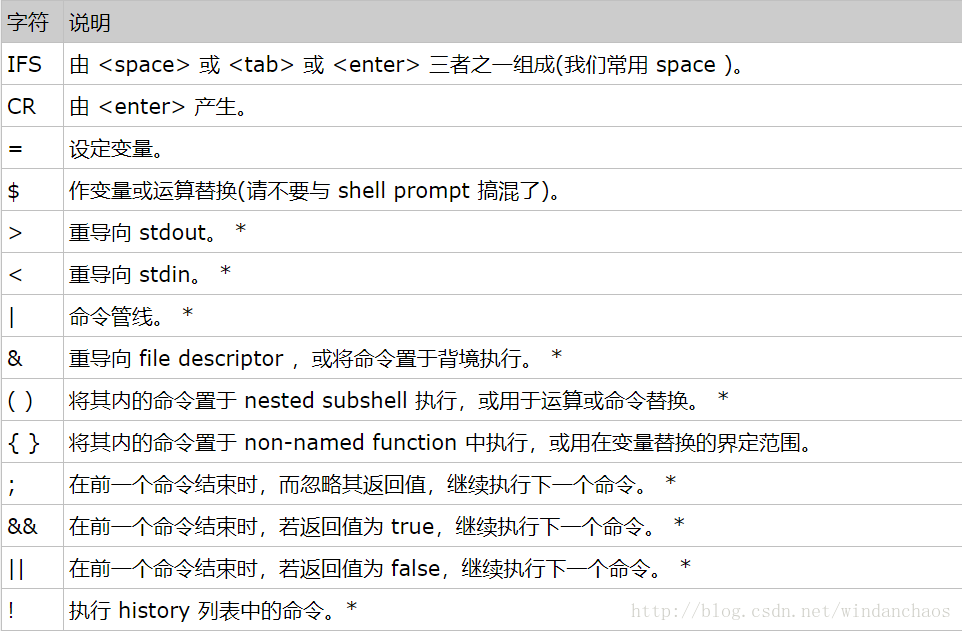 字符 说明
IFS 由 <space> 或 <tab> 或 <enter> 三者之一组成(我们常用 space )。
CR 由 <enter> 产生。
= 设定变量。
$ 作变量或运算替换(请不要与 shell prompt 搞混了)。
> 重导向 stdout。 *
< 重导向 stdin。 *
| 命令管线。 *
& 重导向 file descriptor ，或将命令置于背境执行。 *
( ) 将其内的命令置于 nested subshell 执行，或用于运算或命令替换。 *
{ } 将其内的命令置于 non-named function 中执行，或用在变量替换的界定范围。
; 在前一个命令结束时，而忽略其返回值，继续执行下一个命令。 *
&& 在前一个命令结束时，若返回值为 true，继续执行下一个命令。 *
|| 在前一个命令结束时，若返回值为 false，继续执行下一个命令。 *
! 执行 history 列表中的命令。*
http://blog.csdn.net/windanchaos